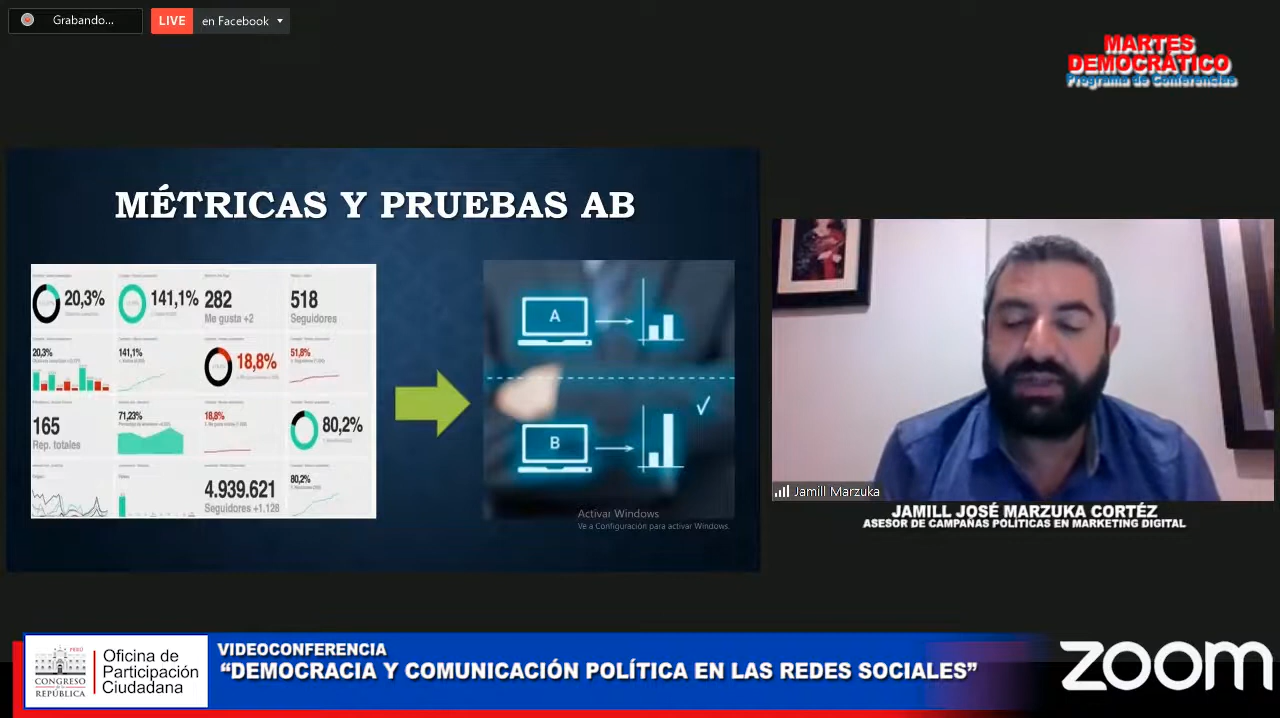 Grabando...
LIVE en Facebook
MARTES
DEMOCRÁTICO
Programa de Conferencias
MÉTRICAS Y PRUEBAS AB
20,3%
141,1%
282
Me gusta +2
518
Seguidores
20,3%
141,1%
18,8%
51,8%
165
Rep. totales
71,23%
18,8%
80,2%
4.939.621
Seguidores +1.128
80,2%
A
B
Activar Windows
Ve a Configuración para activar Windows.
Jamill Marzuka
JAMILL JOSÉ MARZUKA CORTÉZ
ASESOR DE CAMPAÑAS POLÍTICAS EN MARKETING DIGITAL
PERÚ
CONGRESO
de la
REPÚBLICA
Oficina de
Participación
Ciudadana
VIDEOCONFERENCIA
“DEMOCRACIA Y COMUNICACIÓN POLÍTICA EN LAS REDES SOCIALES”
zoom